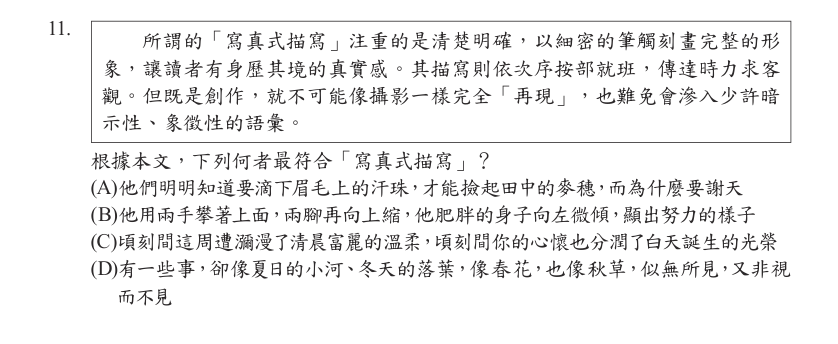 11.
所謂的「寫真式描寫」注重的是清楚明確，以細密的筆觸刻畫完整的形
象，讓讀者有身歷其境的真實感。其描寫則依次序按部就班，傳達時力求客
觀。但既是創作，就不可能像攝影一樣完全「再現」，也難免會滲入少許暗
示性、象徵性的語彙。
根據本文，下列何者最符合「寫真式描寫」？
(A)他們明明知道要滴下眉毛上的汗珠，才能撿起田中的麥穗，而為什麼要謝天
(B)他用兩手攀著上面，兩腳再向上縮，他肥胖的身子向左微傾，顯出努力的樣子
(C)頃刻間這周遭瀰漫了清晨富麗的溫柔，頃刻間你的心懷也分潤了白天誕生的光榮
(D)有一些事，卻像夏日的小河、冬天的落葉，像春花，也像秋草，似無所見，又非視
而不見